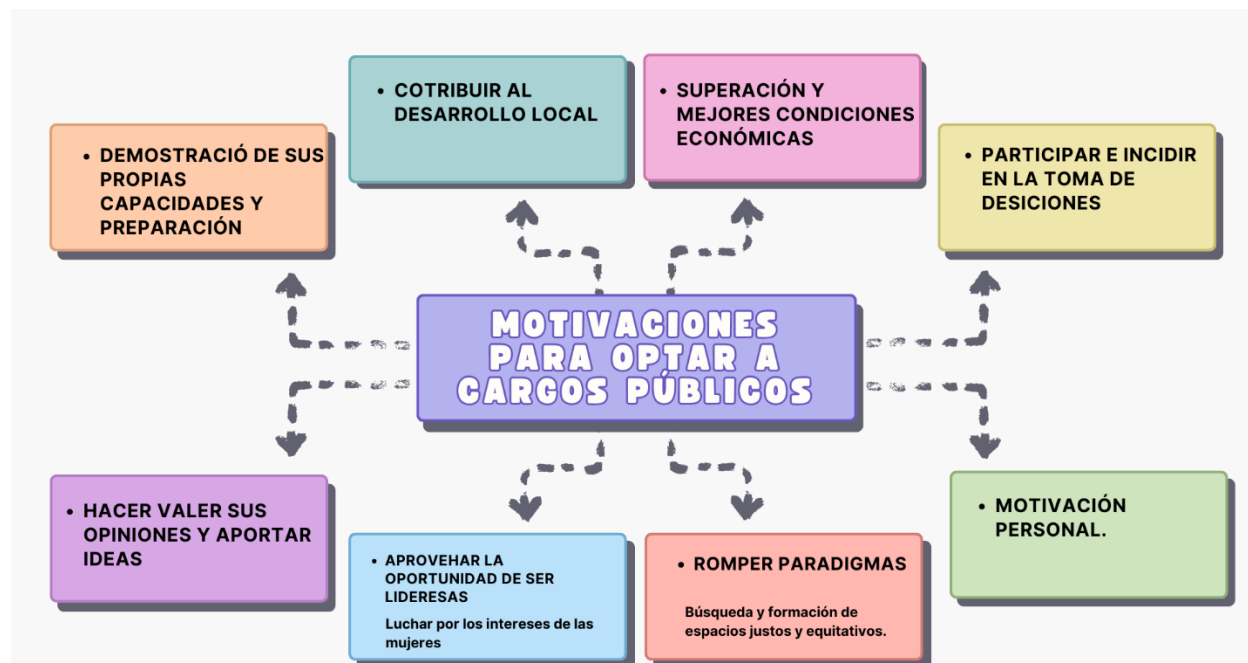 • COTRIBUIR AL
DESARROLLO LOCAL
• SUPERACIÓN Y
MEJORES CONDICIONES
ECONÓMICAS
• DEMOSTRACIÓ DE SUS
PROPIAS
CAPACIDADES Y
PREPARACIÓN
• PARTICIPAR E INCIDIR
EN LA TOMA DE
DESICIONES
MOTIVACIONES
PARA OPTAR A
CARGOS PÚBLICOS
• HACER VALER SUS
OPINIONES Y APORTAR
IDEAS
• APROVEHAR LA
OPORTUNIDAD DE SER
LIDERESAS
Luchar por los intereses de las
mujeres
• ROMPER PARADIGMAS
Búsqueda y formación de
espacios justos y equitativos.
• MOTIVACIÓN
PERSONAL.